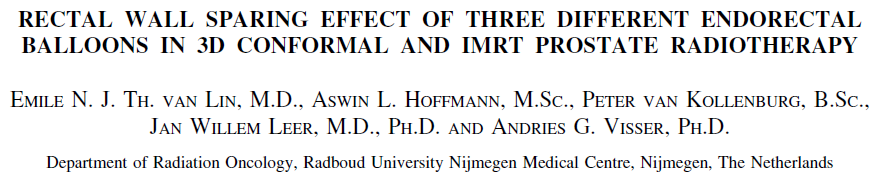 RECTAL WALL SPARING EFFECT OF THREE DIFFERENT ENDORECTAL
BALLOONS IN 3D CONFORMAL AND IMRT PROSTATE RADIOTHERAPY
EMILE N. J. TH. VAN LIN, M.D., ASWIN L. HOFFMANN, M.SC., PETER VAN KOLLENBURG, B.SC.,
JAN WILLEM LEER, M.D., PH.D. AND ANDRIES G. VISSER, PH.D.
Department of Radiation Oncology, Radboud University Nijmegen Medical Centre, Nijmegen, The Netherlands